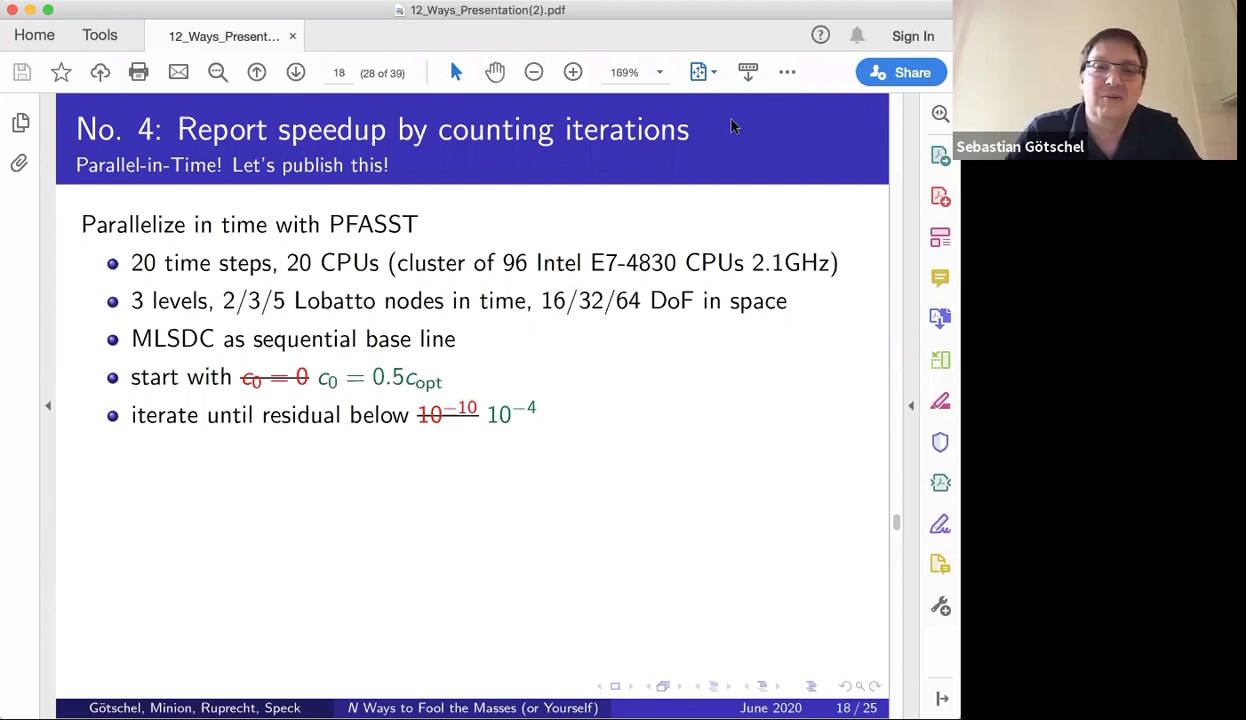 12_Ways_Presentation(2).pdf
Home
Tools
12_Ways_Present...
Sign In
18 (28 of 39)
169%
Share
Sebastian Götschel
No. 4: Report speedup by counting iterations
Parallel-in-Time! Let's publish this!
Parallelize in time with PFASST
20 time steps, 20 CPUs (cluster of 96 Intel E7-4830 CPUs 2.1GHz)
3 levels, 2/3/5 Lobatto nodes in time, 16/32/64 DoF in space
MLSDC as sequential base line
start with c₀ = 0 c₀ = 0.5c_opt
iterate until residual below 10⁻¹⁰ 10⁻⁴
Götschel, Minion, Ruprecht, Speck
N Ways to Fool the Masses (or Yourself)
June 2020
18 / 25